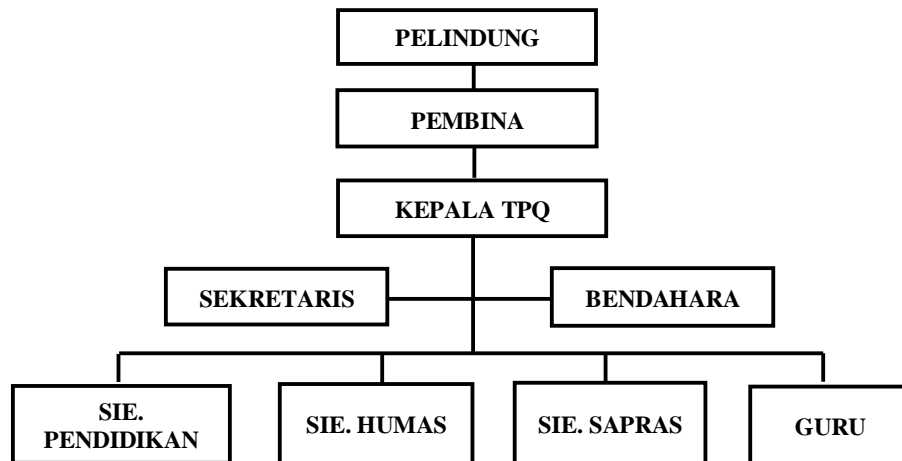 PELINDUNG
PEMBINA
KEPALA TPQ
SEKRETARIS
BENDAHARA
SIE.
PENDIDIKAN
SIE. HUMAS
SIE. SAPRAS
GURU